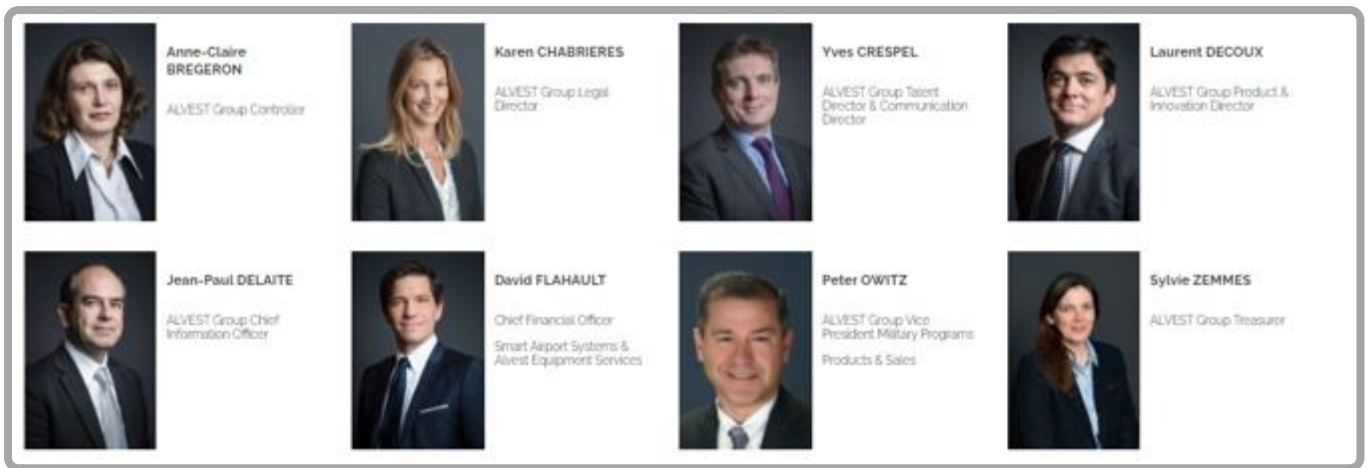 Anne-Claire
BREGERON
ALVEST Group Controller
Karen CHABRIERES
ALVEST Group Legal
Director
Yves CRESPEL
ALVEST Group Talent
Director & Communication
Director
Laurent DECOUX
ALVEST Group Product &
Innovation Director
Jean-Paul DELAITE
ALVEST Group Chief
Information Officer
David FLAHAULT
Chief Financial Officer
Smart Airport Systems &
Alvest Equipment Services
Peter OWITZ
ALVEST Group Vice
President Military Programs
Products & Sales
Sylvie ZEMMES
ALVEST Group Treasurer